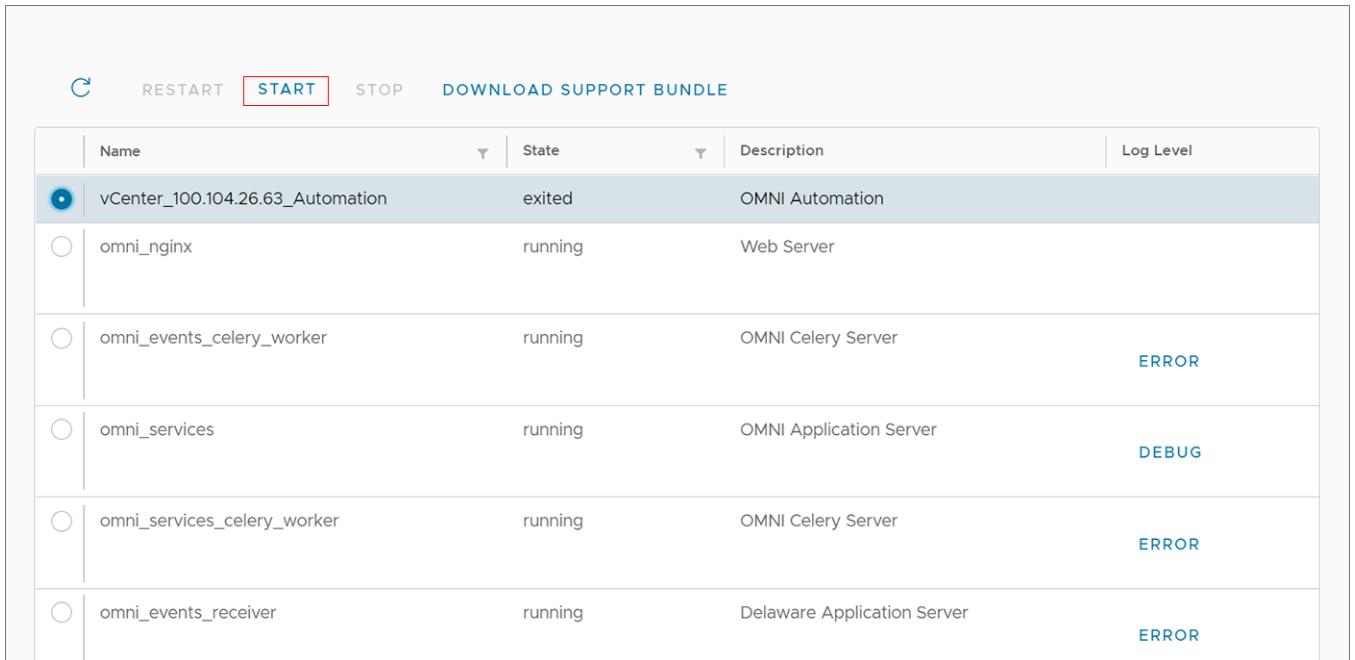 RESTART START STOP DOWNLOAD SUPPORT BUNDLE
Name State Description Log Level
vCenter_100.104.26.63_Automation exited OMNI Automation
omni_nginx running Web Server
omni_events_celery_worker running OMNI Celery Server
ERROR
omni_services running OMNI Application Server
DEBUG
omni_services_celery_worker running OMNI Celery Server
ERROR
omni_events_receiver running Delaware Application Server
ERROR